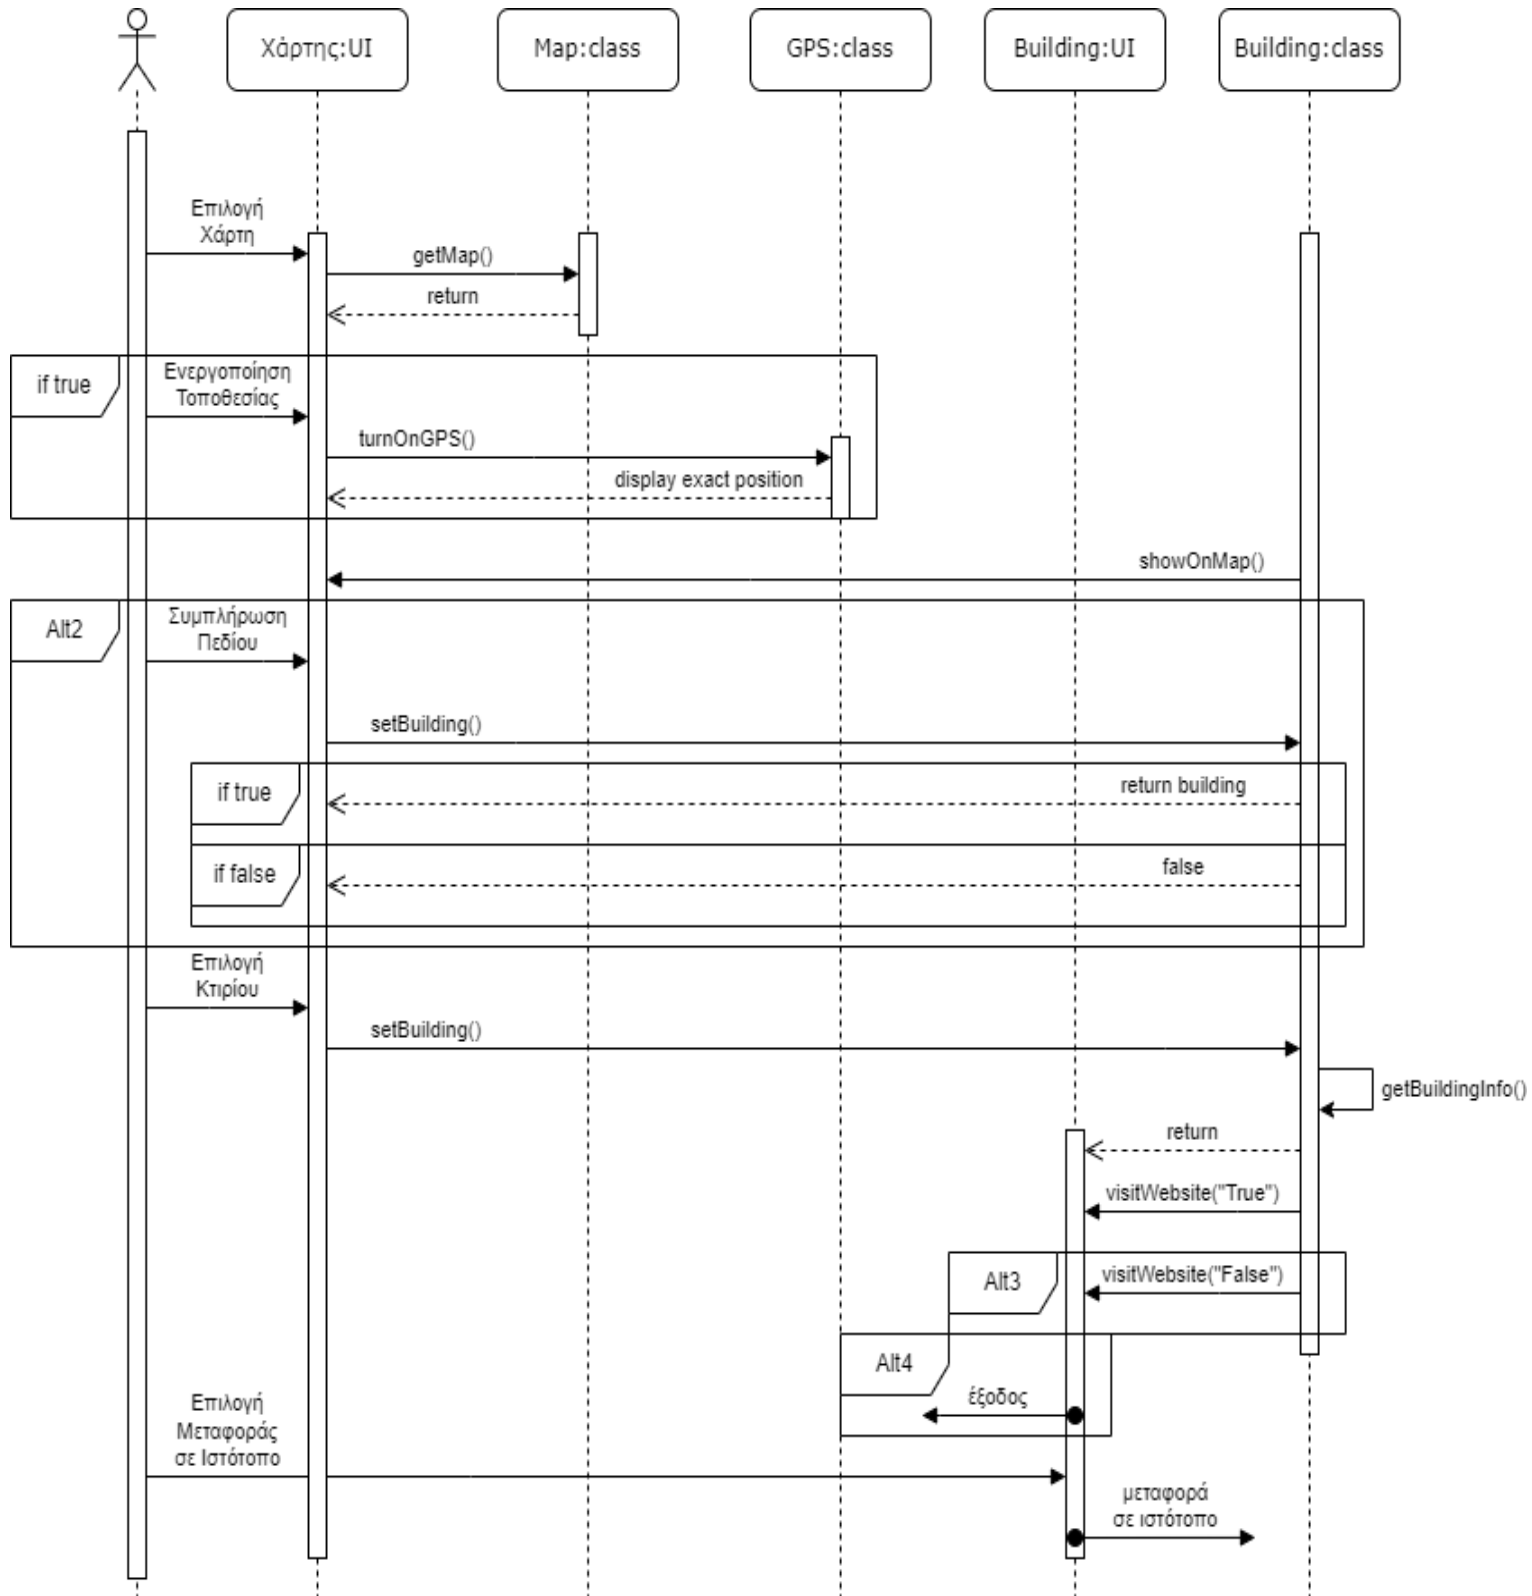 Χάρτης:UI
Map:class
GPS:class
Building:UI
Building:class
Επιλογή
Χάρτη
getMap()
return
if true
Ενεργοποίηση
Τοποθεσίας
turnOnGPS()
display exact position
showOnMap()
Alt2
Συμπλήρωση
Πεδίου
setBuilding()
if true
return building
if false
false
Επιλογή
Κτιρίου
setBuilding()
getBuildingInfo()
return
visitWebsite("True")
Alt3
visitWebsite("False")
Alt4
έξοδος
Επιλογή
Μεταφοράς
σε Ιστότοπο
μεταφορά
σε ιστότοπο